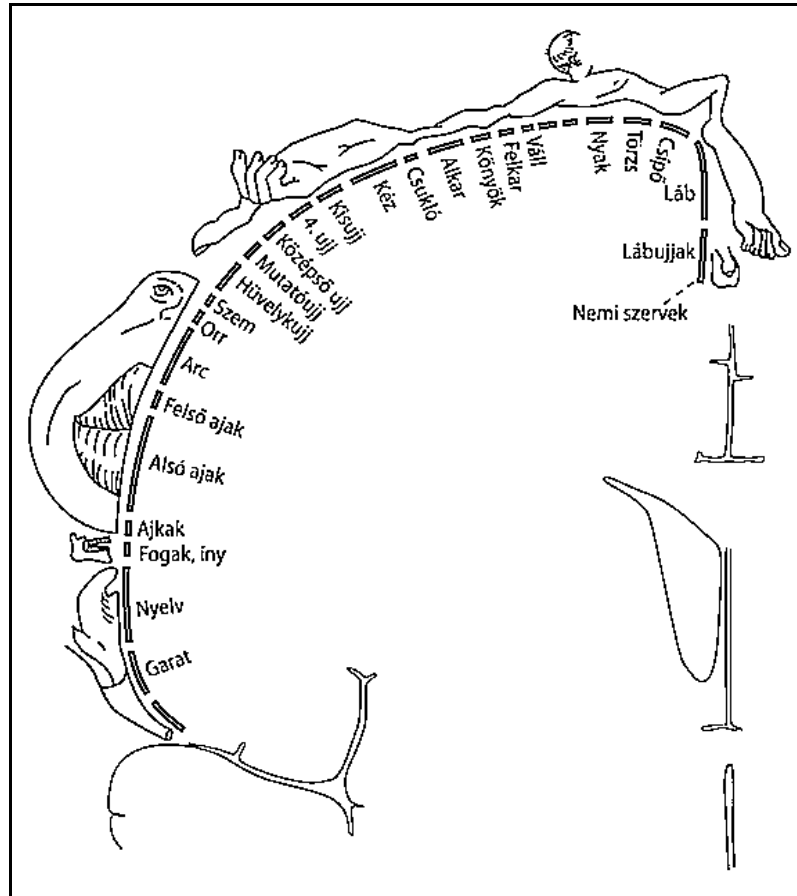 Nemi szervek
Lábujjak
Láb
Csípő
Törzs
Nyak
Váll
Felkar
Könyök
Alkar
Csukló
Kéz
Kisujj
4. ujj
Középső ujj
Mutatóujj
Hüvelykujj
Szem
Orr
Arc
Felső ajak
Alsó ajak
Ajkak
Fogak, íny
Nyelv
Garat